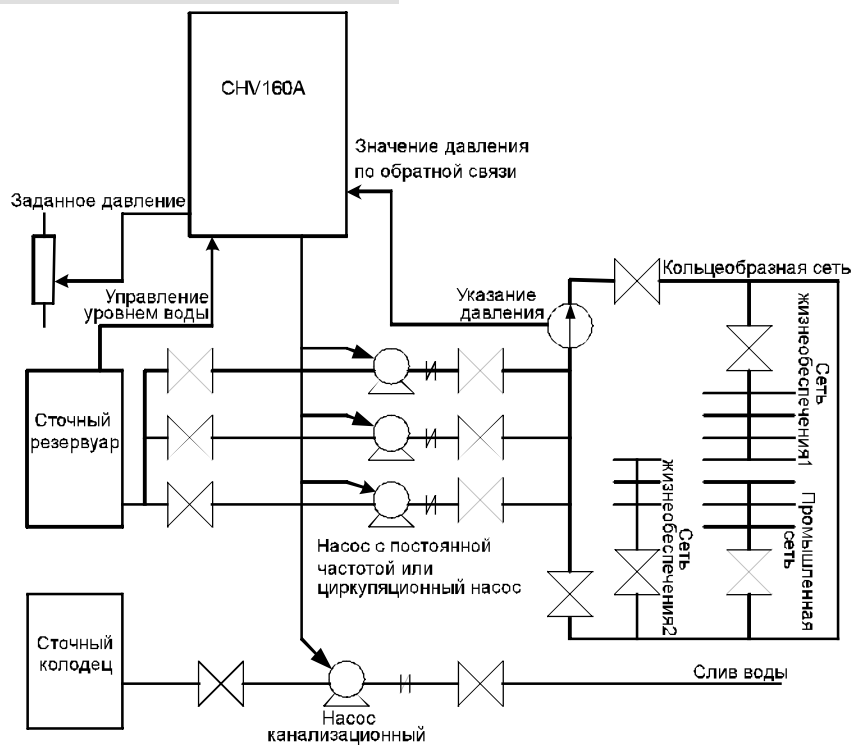 CHV160A
Значение давления
по обратной связи
Заданное давление
Управление
уровнем воды
Указание
давления
Кольцеобразная сеть
Сеть
жизнеобеспечения1
Сточный
резервуар
Сеть
жизнеобеспечения2
Промышленная
сеть
Насос с постоянной
частотой или
циркупяционный насос
Сточный
колодец
Слив воды
Насос
канализационный